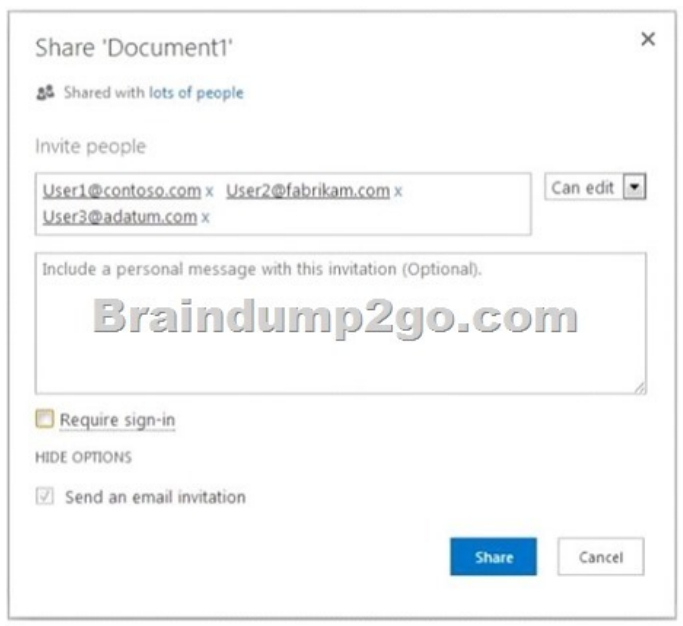 Share 'Document1'
Shared with lots of people
Invite people
User1@contoso.com x User2@fabrikam.com x
User3@adatum.com x
Can edit
Include a personal message with this invitation (Optional).
Braindump2go.com
Require sign-in
HIDE OPTIONS
Send an email invitation
Share Cancel